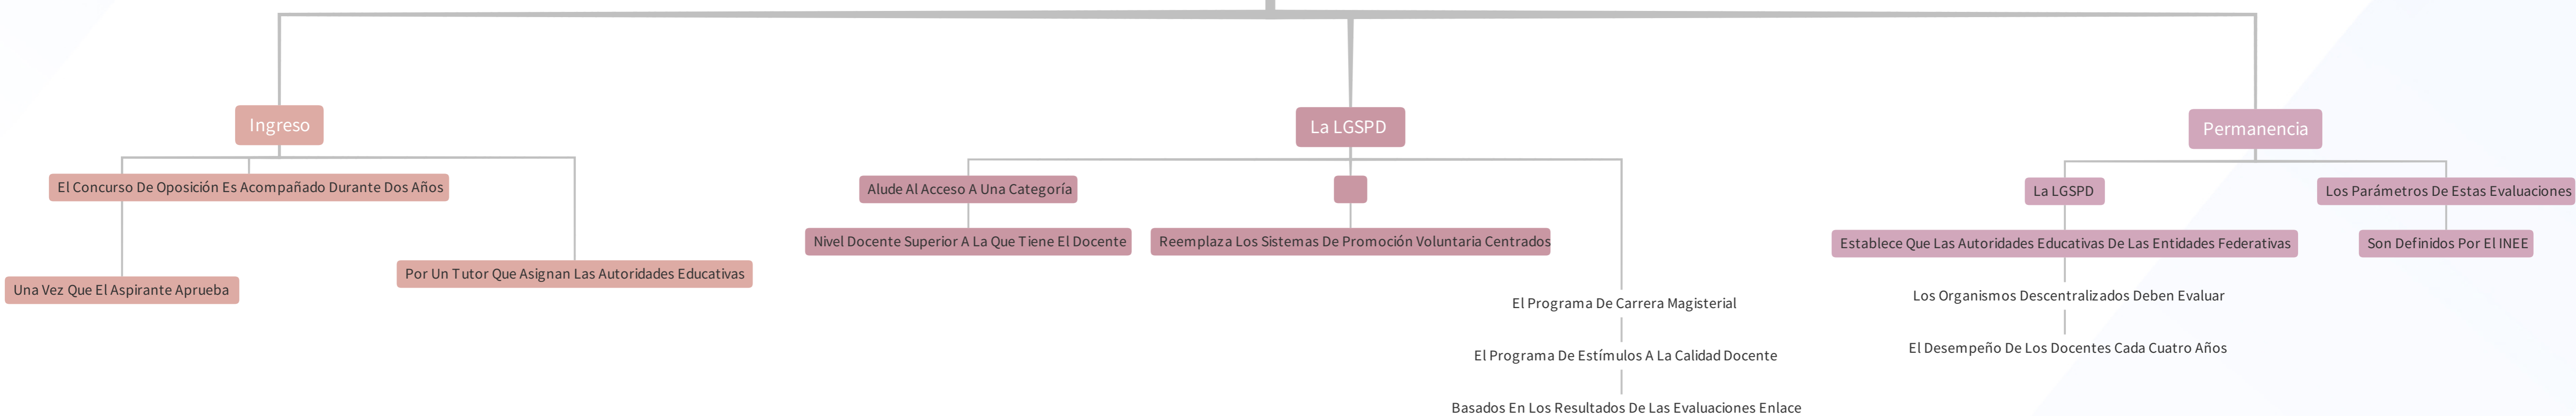 Ingreso
El Concurso De Oposición Es Acompañado Durante Dos Años
Una Vez Que El Aspirante Aprueba
Por Un Tutor Que Asignan Las Autoridades Educativas
La LGSPD
Alude Al Acceso A Una Categoría
Nivel Docente Superior A La Que Tiene El Docente
Reemplaza Los Sistemas De Promoción Voluntaria Centrados
El Programa De Carrera Magisterial
El Programa De Estímulos A La Calidad Docente
Basados En Los Resultados De Las Evaluaciones Enlace
Permanencia
La LGSPD
Establece Que Las Autoridades Educativas De Las Entidades Federativas
Los Organismos Descentralizados Deben Evaluar
El Desempeño De Los Docentes Cada Cuatro Años
Los Parámetros De Estas Evaluaciones
Son Definidos Por El INEE